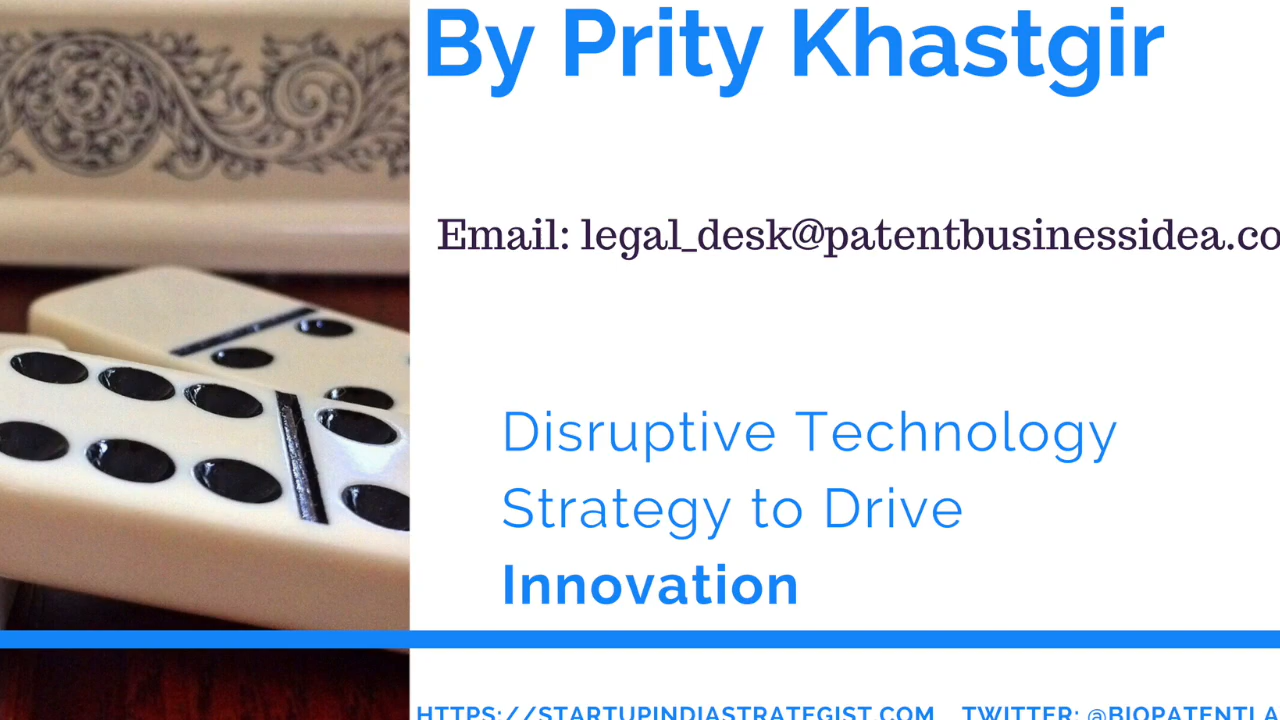 By Prity Khastgir
Email: legal_desk@patentbusinessidea.co
Disruptive Technology
Strategy to Drive
Innovation
HTTPS://STARTUPINDIASTRATEGIST.COM TWITTER: @BIOPATENTLA